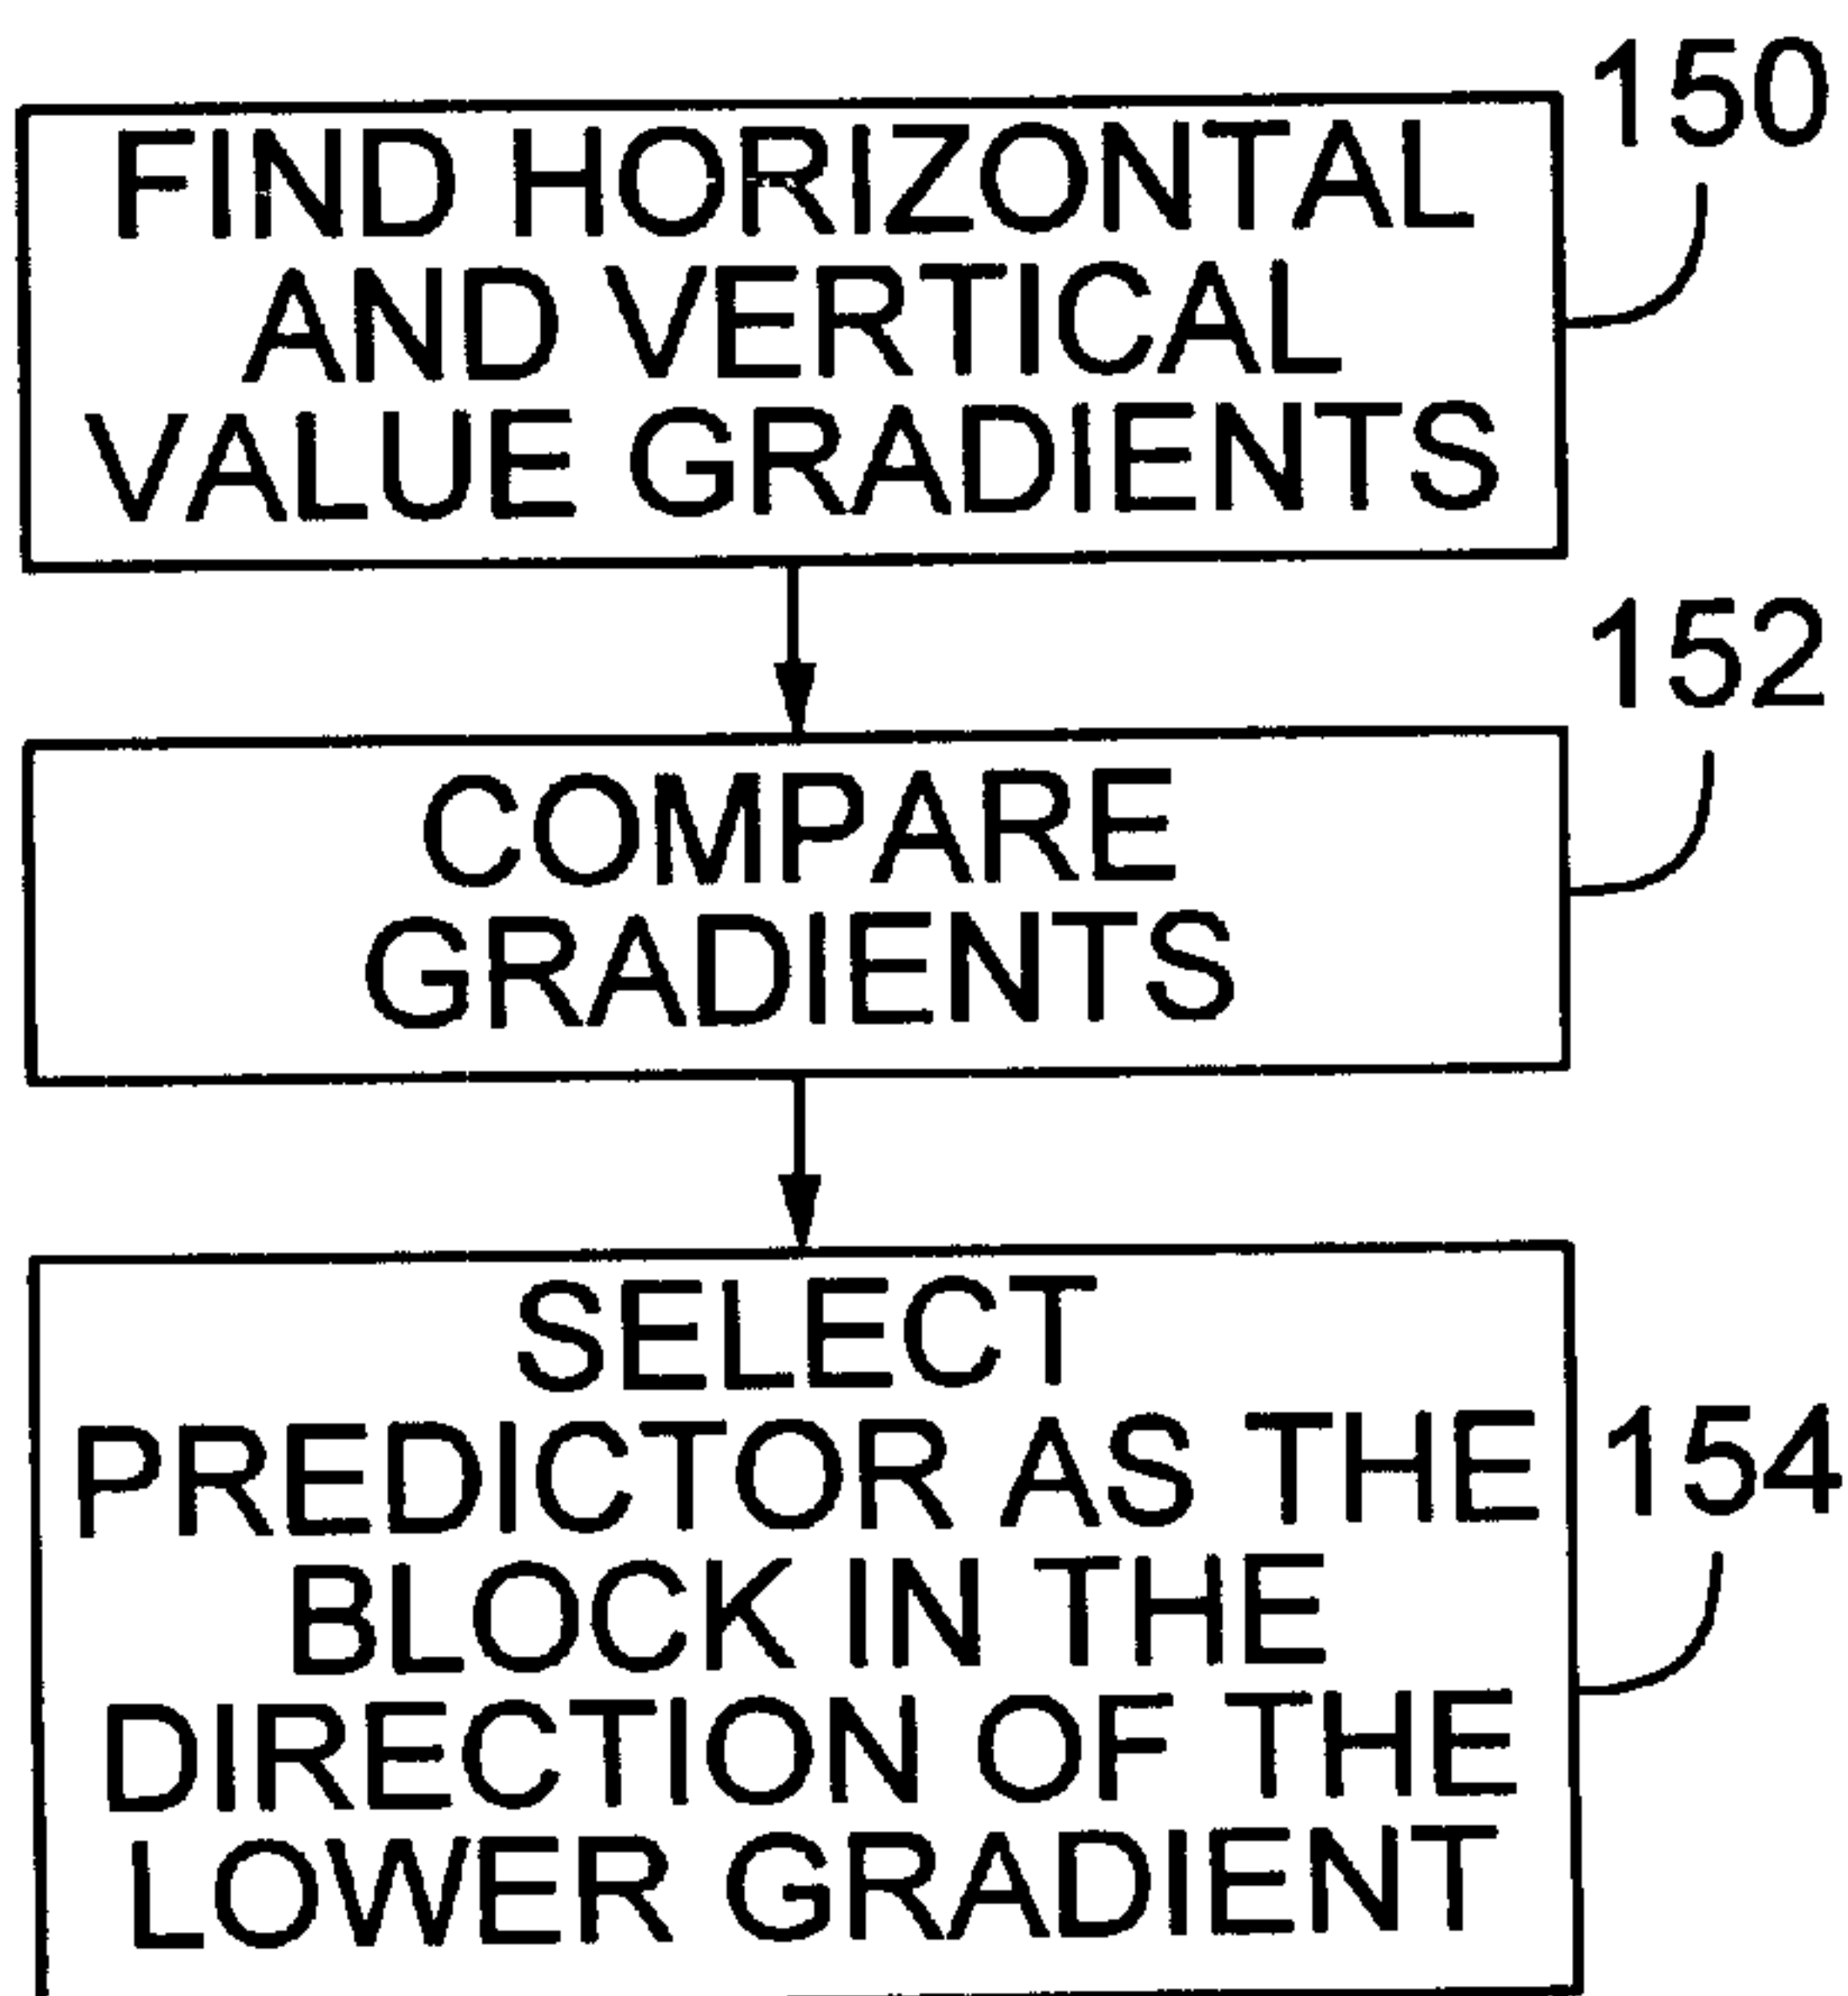 150
FIND HORIZONTAL
AND VERTICAL
VALUE GRADIENTS
152
COMPARE
GRADIENTS
SELECT
PREDICTOR AS THE
154
BLOCK IN THE
DIRECTION OF THE
LOWER GRADIENT